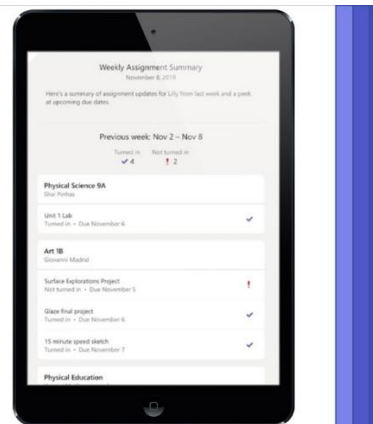 Weekly Assignment Summary
November 8, 2019
Here's a summary of assignment updates for Lilly from last week and a peek
at upcoming due dates.
Previous week: Nov 2 – Nov 8
Turned in Not turned in
4 2
Physical Science 9A
Shar Pinhas
Unit 1 Lab
Turned in • Due November 6
Art 1B
Giovanni Madrid
Surface Explorations Project
Not turned in • Due November 5
Glaze final project
Turned in • Due November 6
15 minute speed sketch
Turned in • Due November 7
Physical Education